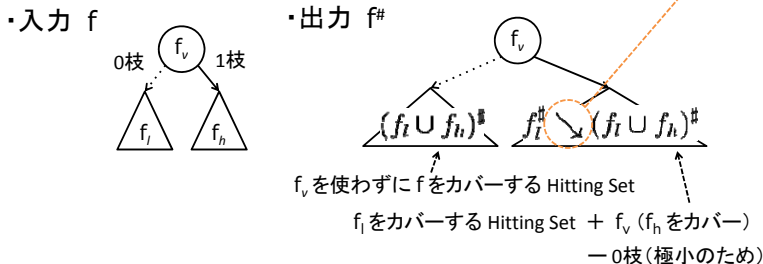 ・入力 f
・出力 f#
f_v
0枝
1枝
f_l
f_h
f_v
(f_l ∪ f_h)^♯
f_l^♯ ↘ (f_l ∪ f_h)^♯
f_v を使わずに f をカバーする Hitting Set
f_l をカバーする Hitting Set + f_v (f_h をカバー)
ー 0枝(極小のため)